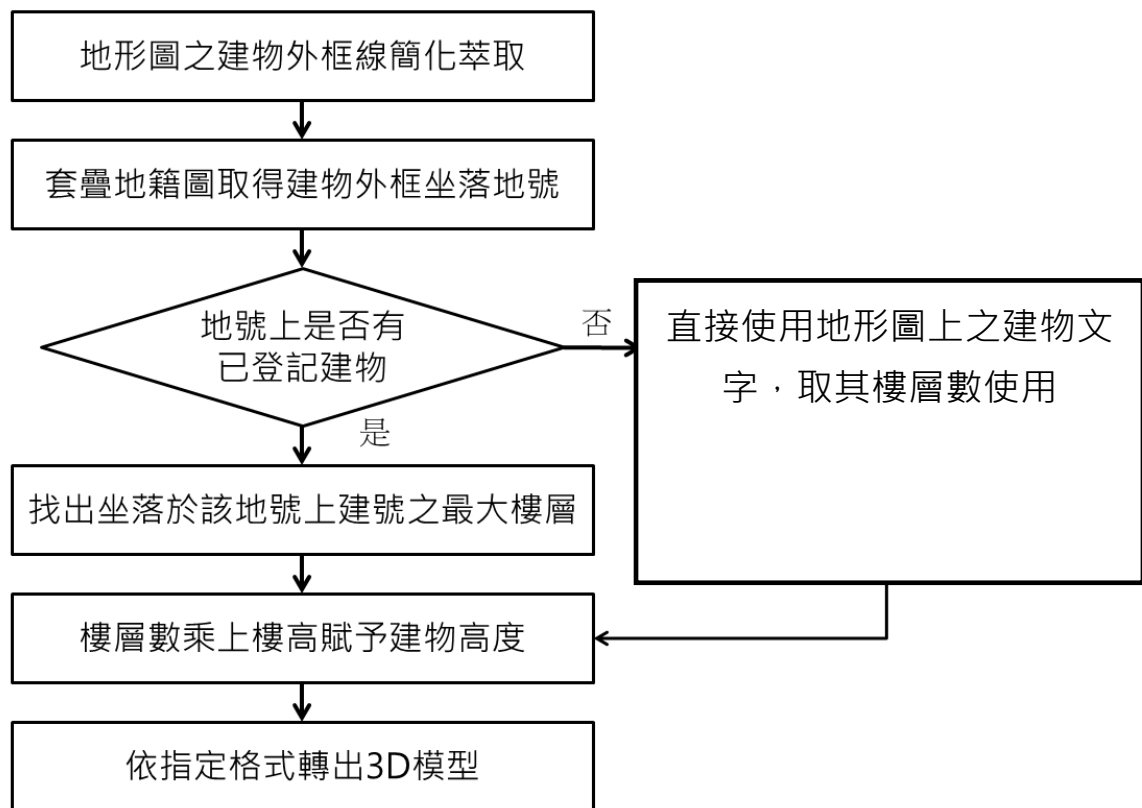 地形圖之建物外框線簡化萃取
套疊地籍圖取得建物外框坐落地號
地號上是否有
已登記建物
否
直接使用地形圖上之建物文
字，取其樓層數使用
是
找出坐落於該地號上建號之最大樓層
樓層數乘上樓高賦予建物高度
依指定格式轉出3D模型